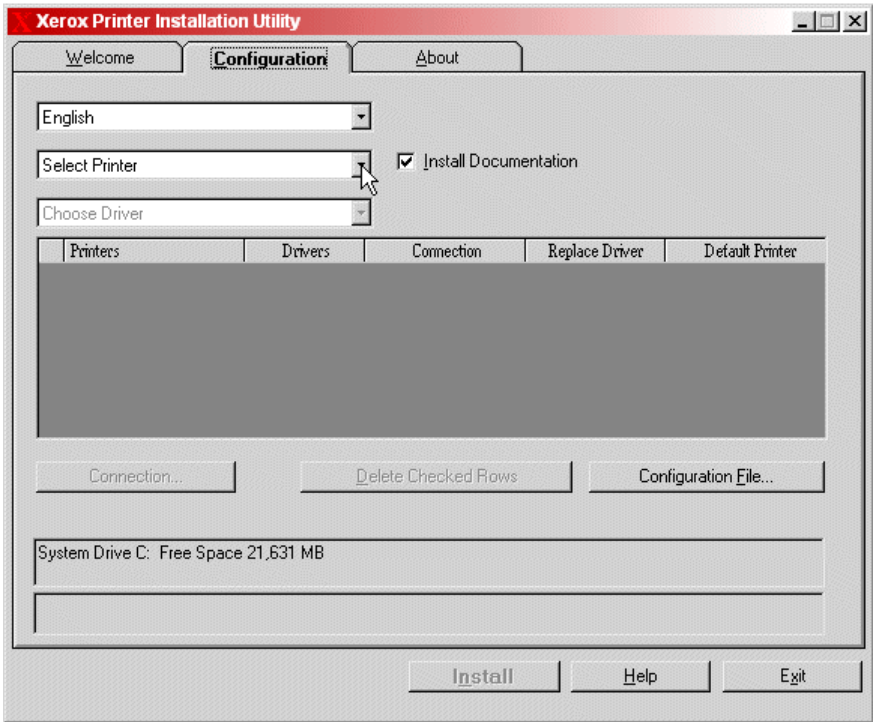 Xerox Printer Installation Utility
Welcome Configuration About
English
Select Printer Install Documentation
Choose Driver
Printers Drivers Connection Replace Driver Default Printer
Connection... Delete Checked Rows Configuration File...
System Drive C: Free Space 21,631 MB
Install Help Exit